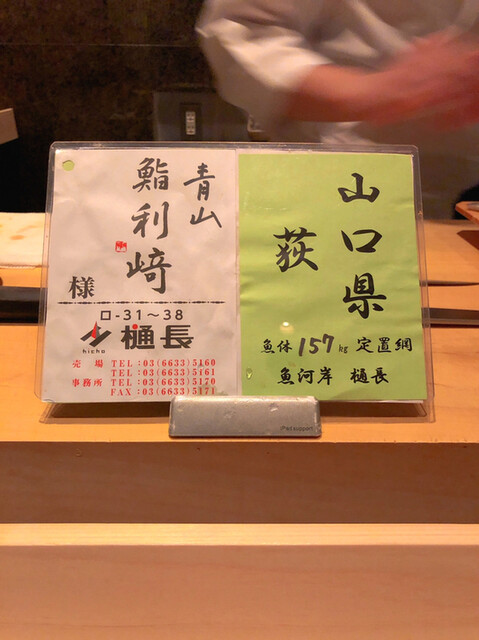 青山
鮨利崎
様
ロ-31～38
樋長
hicho
売場 TEL:03(6633)5160
TEL:03(6633)5161
事務所 TEL:03(6633)5170
FAX:03(6633)5171
山口県
萩
魚体 157kg 定置網
魚河岸 樋長